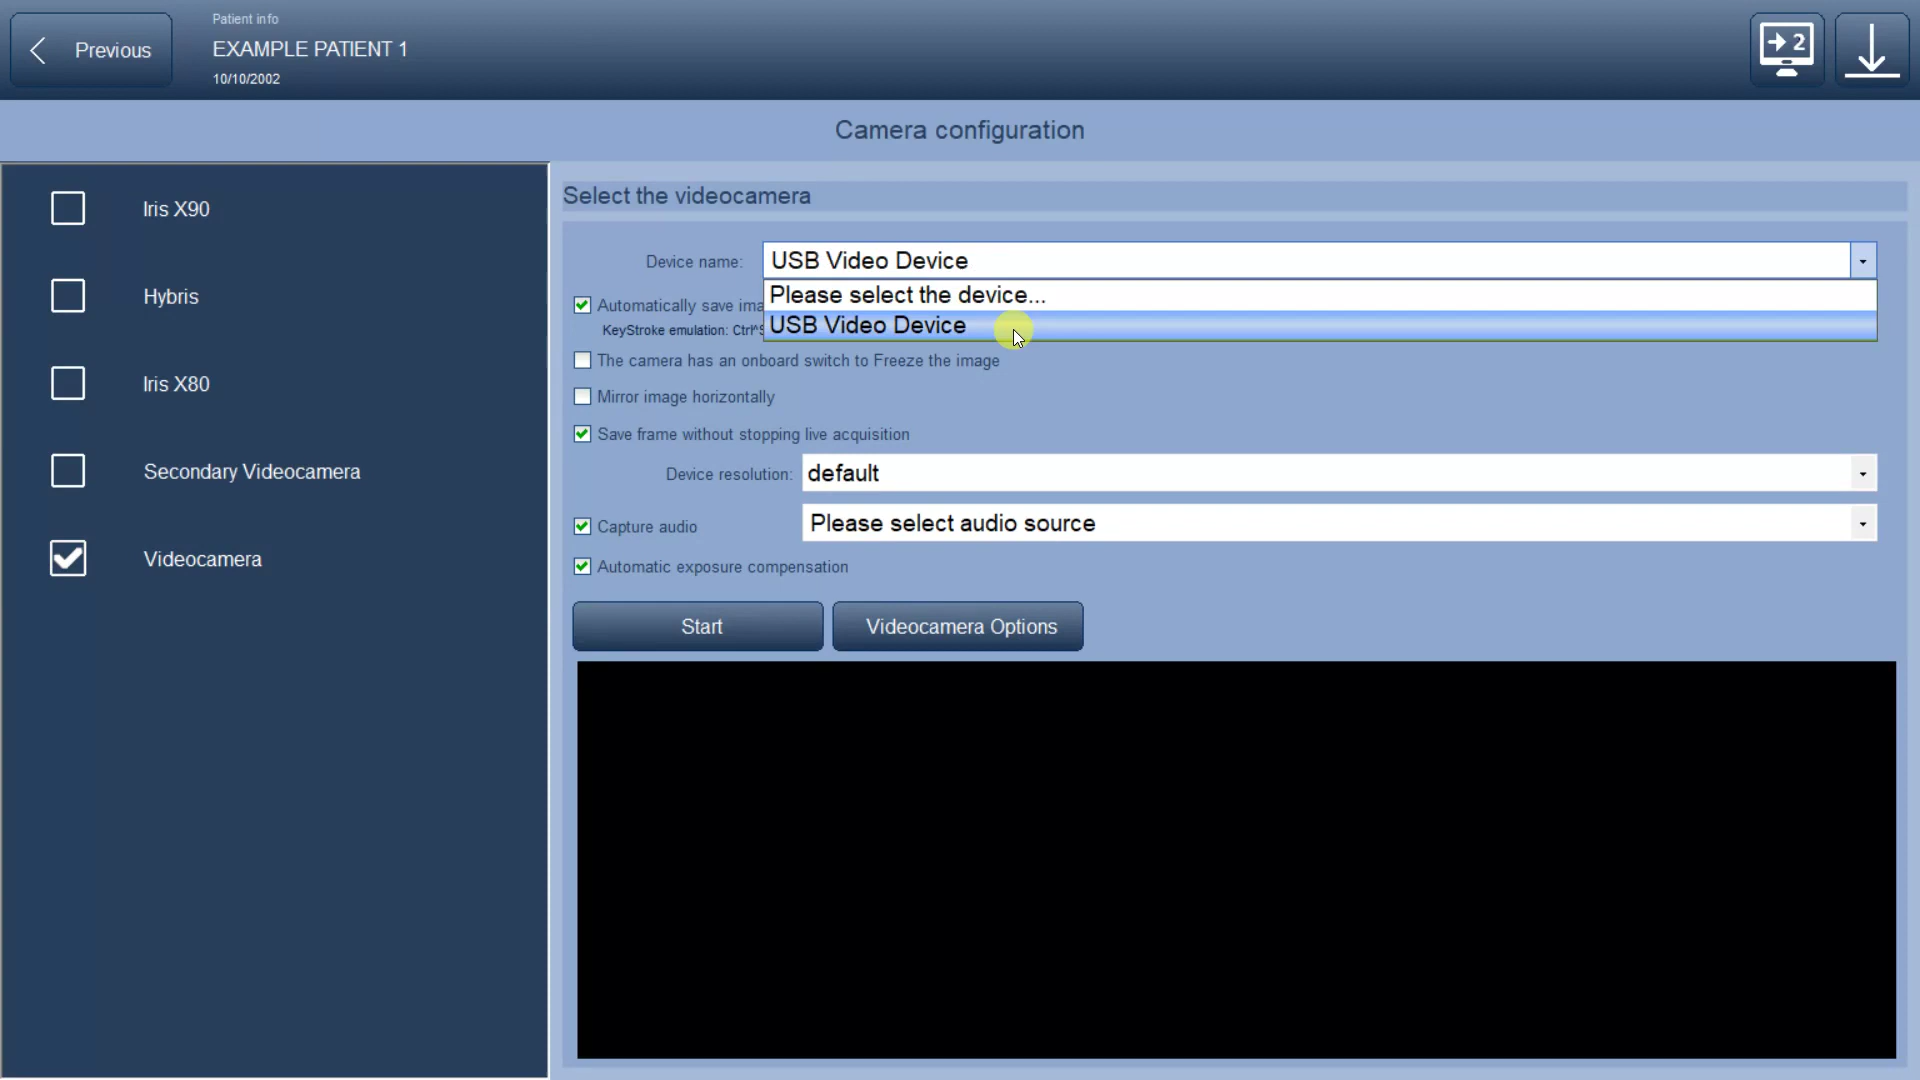 Previous
Patient info
EXAMPLE PATIENT 1
10/10/2002
2
Camera configuration
Iris X90
Hybris
Iris X80
Secondary Videocamera
Videocamera
Select the videocamera
Device name: USB Video Device
Please select the device...
USB Video Device
Automatically save
KeyStroke emulation:
The camera has an onboard switch to Freeze the image
Mirror image horizontally
Save frame without stopping live acquisition
Device resolution: default
Capture audio Please select audio source
Automatic exposure compensation
Start Videocamera Options